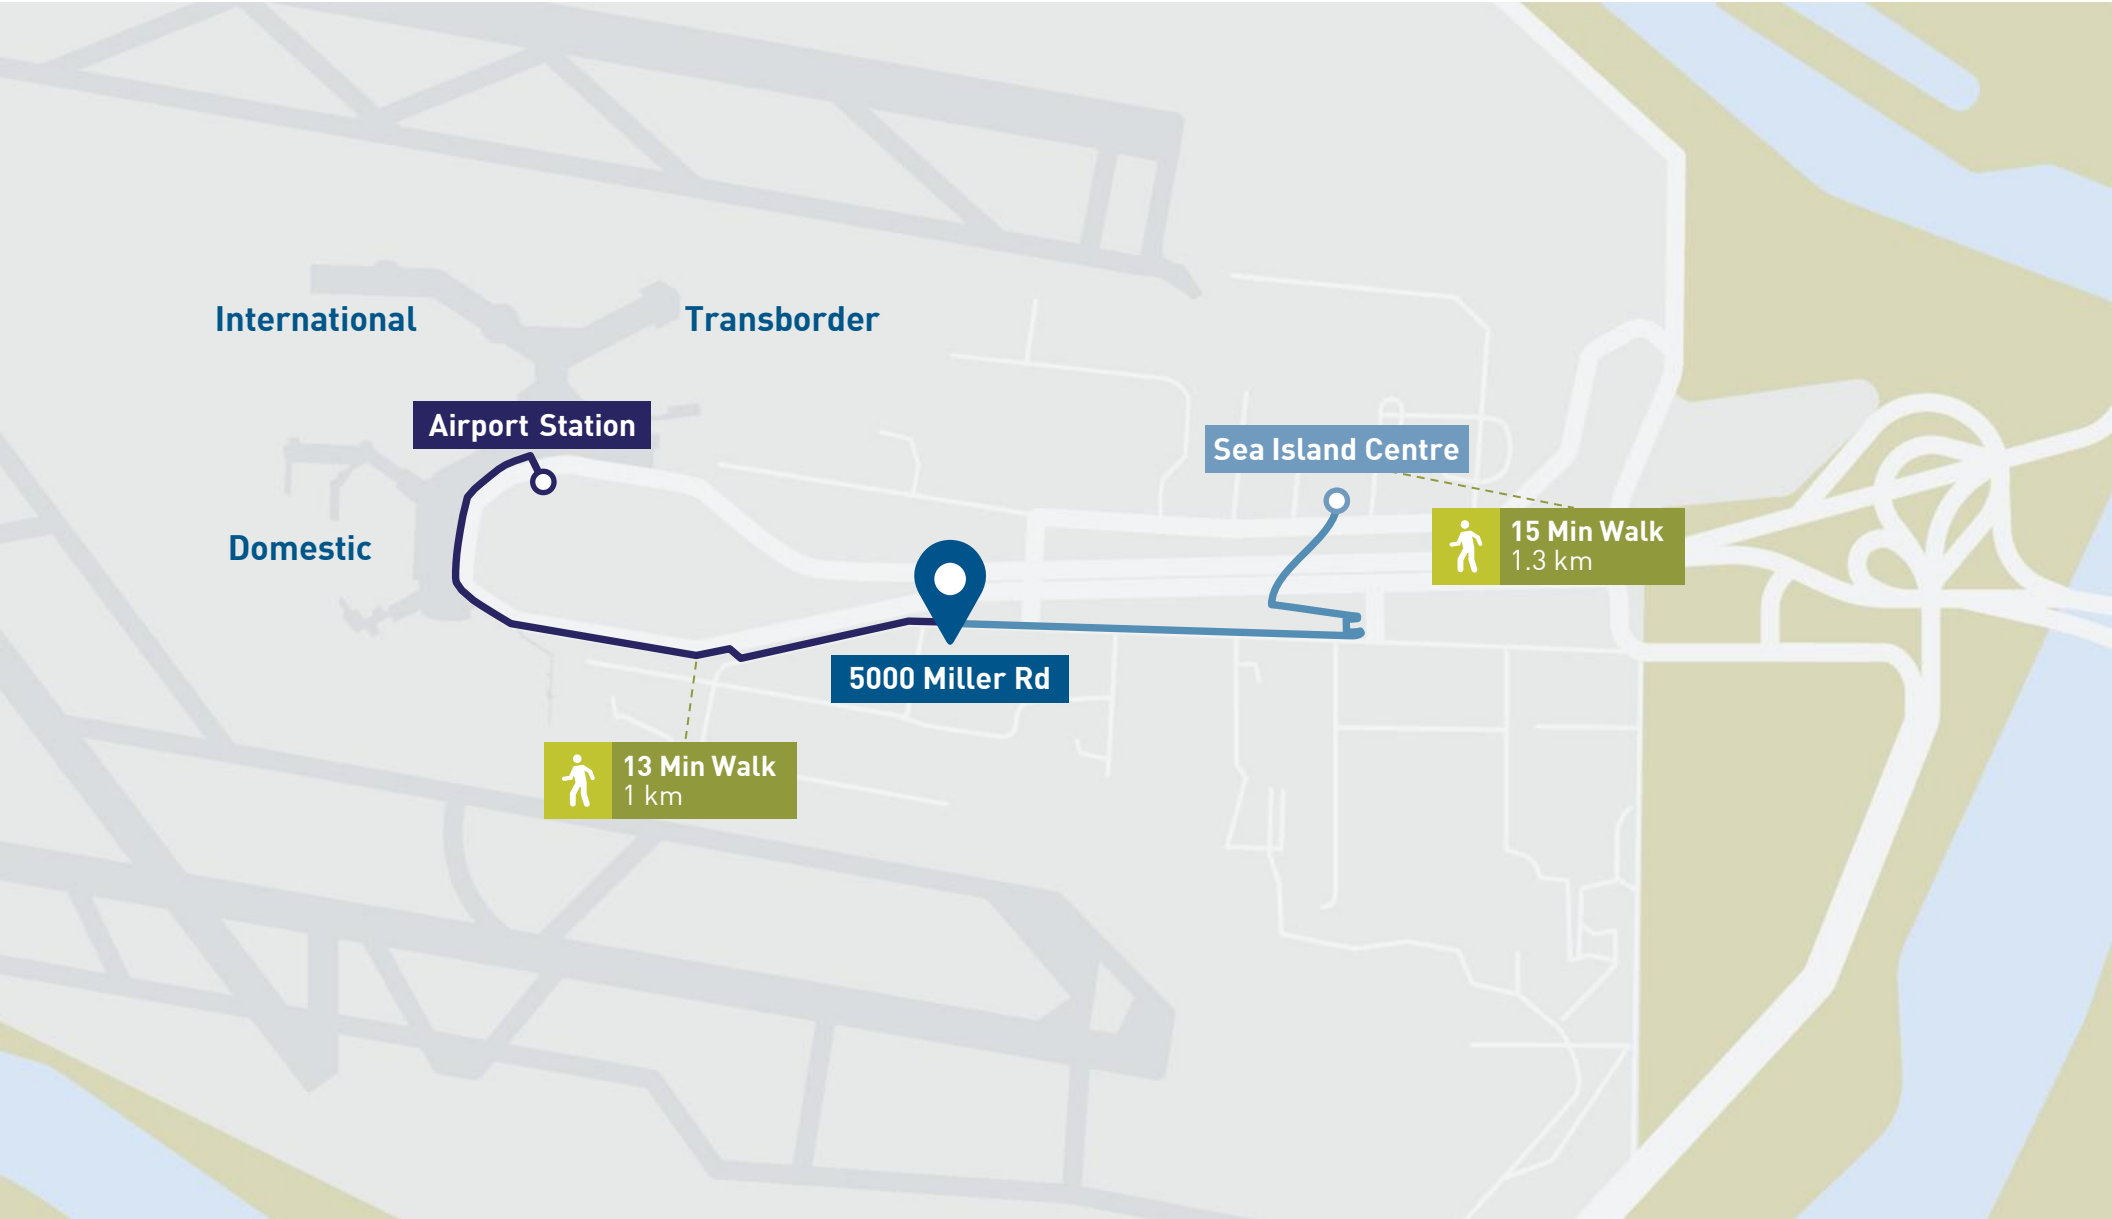 International
Transborder
Airport Station
Sea Island Centre
15 Min Walk
1.3 km
Domestic
5000 Miller Rd
13 Min Walk
1 km